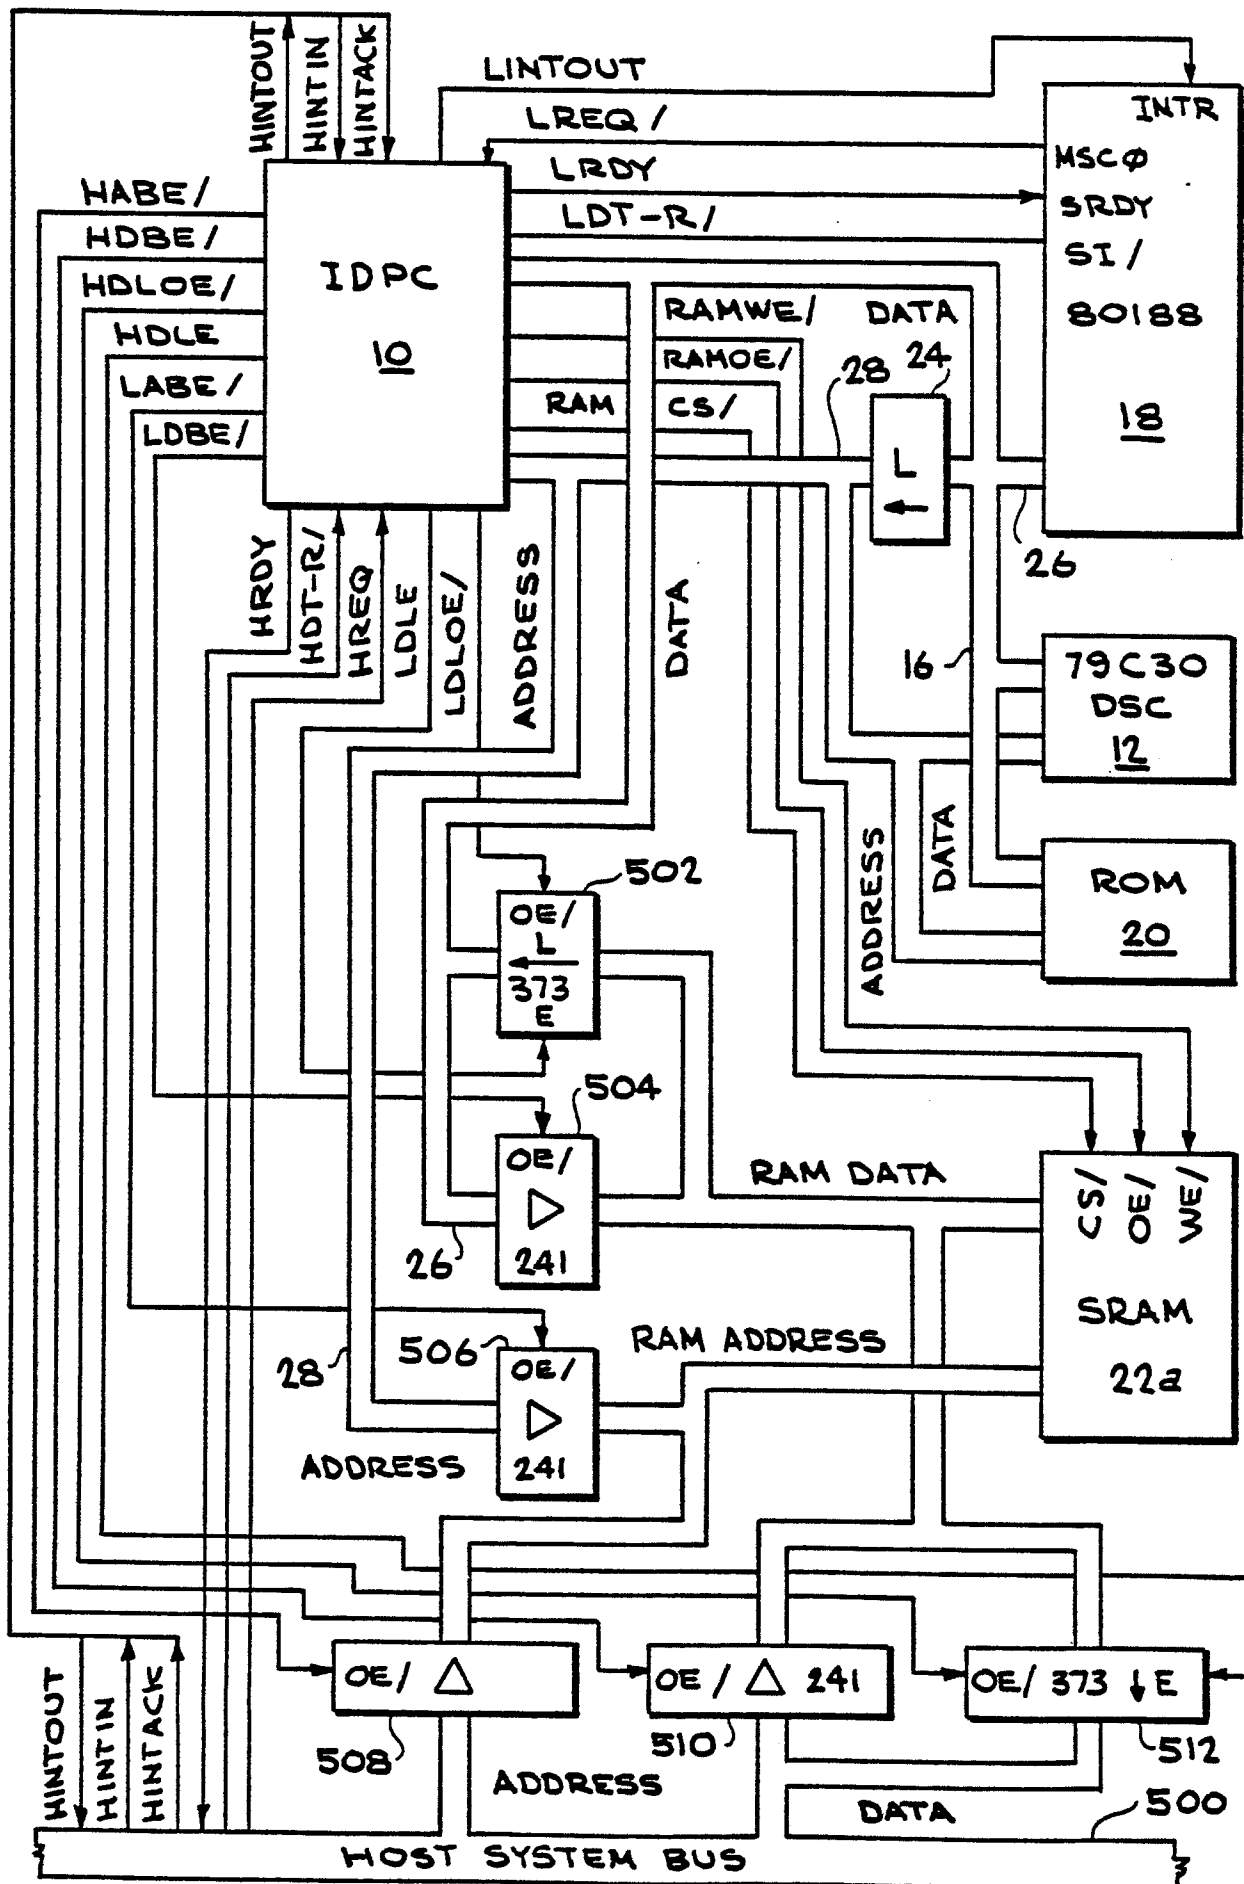 HINTOUT
HINTIN
HINTACK
LINTOUT
LREQ /
LRDY
LDT-R/
INTR
MSCØ
SRDY
SI/
80188
18
HABE/
HDBE/
HDLOE/
HDLE
LABE/
LDBE/
IDPC
10
RAMWE/
RAMOE/
RAM CS/
DATA
24
28
L
26
HRDY
HDT-R/
HREQ
LDLE
LDLOE/
ADDRESS
DATA
16
79C30
DSC
12
ADDRESS
DATA
ROM
20
502
OE/
L
373
E
504
OE/
241
26
RAM DATA
CS/
OE/
WE/
SRAM
22a
28
506
OE/
241
RAM ADDRESS
ADDRESS
OE/
508
OE/ 241
510
OE/ 373 E
512
HINTOUT
HINTIN
HINTACK
ADDRESS
DATA
500
HOST SYSTEM BUS